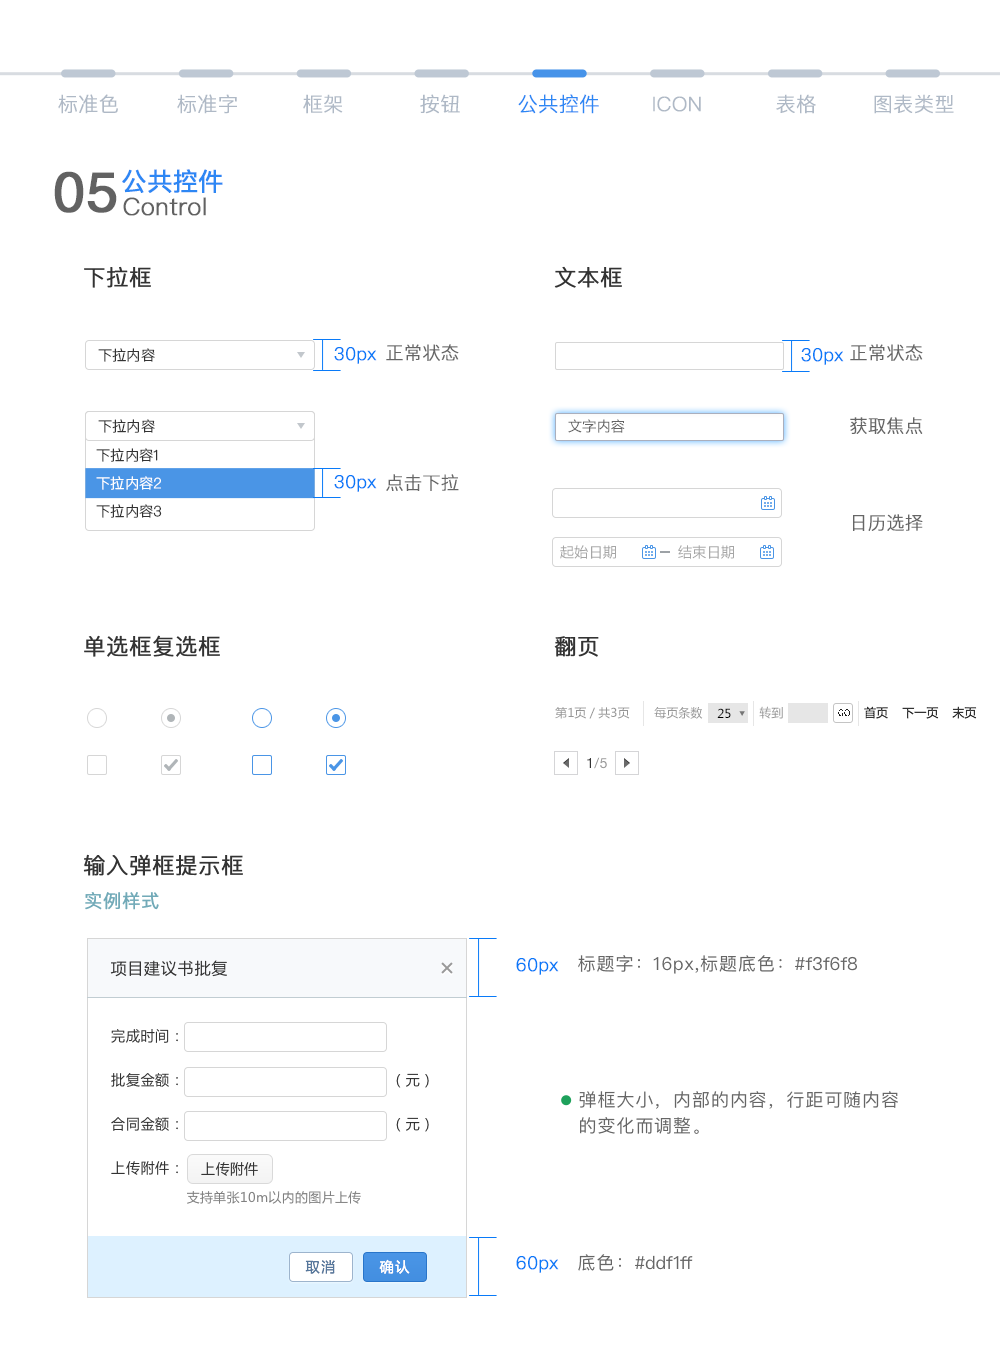 标准色 标准字 框架 按钮 公共控件 ICON 表格 图表类型
05 公共控件
Control
下拉框
下拉内容 30px 正常状态
下拉内容
下拉内容1
下拉内容2 30px 点击下拉
下拉内容3
文本框
30px 正常状态
文字内容 获取焦点
日历选择
起始日期 — 结束日期
单选框复选框
翻页
第1页 / 共3页 每页条数 25 转到 GO 首页 下一页 末页
1/5
输入弹框提示框
实例样式
项目建议书批复 60px 标题字：16px,标题底色：#f3f6f8
完成时间 :
批复金额 : ( 元 )
合同金额 : ( 元 )
上传附件 : 上传附件
支持单张10m以内的图片上传
弹框大小，内部的内容，行距可随内容
的变化而调整。
取消 确认 60px 底色：#ddf1ff